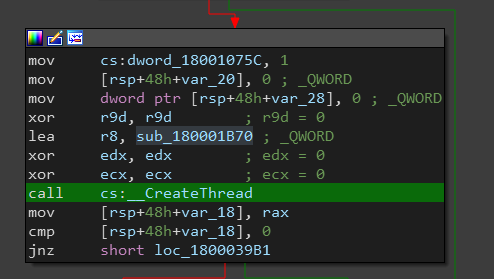 mov cs:dword_18001075C, 1
mov [rsp+48h+var_20], 0 ; _QWORD
mov dword ptr [rsp+48h+var_28], 0 ; _QWORD
xor r9d, r9d ; r9d = 0
lea r8, sub_180001B70 ; _QWORD
xor edx, edx ; edx = 0
xor ecx, ecx ; ecx = 0
call cs:__CreateThread
mov [rsp+48h+var_18], rax
cmp [rsp+48h+var_18], 0
jnz short loc_1800039B1